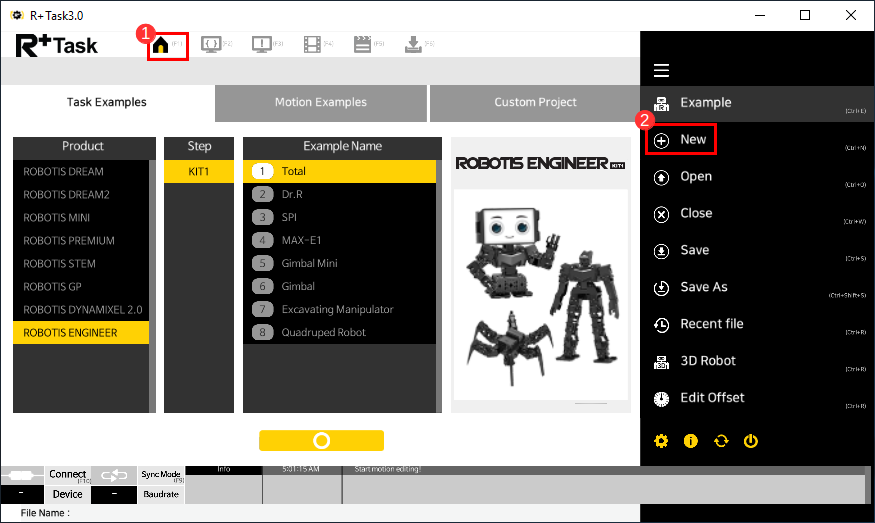 R+Task3.0
R+Task
1
(F1)
(F2)
(F3)
(F4)
(F5)
Task Examples
Motion Examples
Custom Project
Product
ROBOTIS DREAM
ROBOTIS DREAM2
ROBOTIS MINI
ROBOTIS PREMIUM
ROBOTIS STEM
ROBOTIS GP
ROBOTIS DYNAMIXEL 2.0
ROBOTIS ENGINEER
Step
KIT1
Example Name
1 Total
2 Dr.R
3 SPI
4 MAX-E1
5 Gimbal Mini
6 Gimbal
7 Excavating Manipulator
8 Quadruped Robot
ROBOTIS ENGINEER KIT1
Example (Ctrl+E)
2
New (Ctrl+N)
Open (Ctrl+O)
Close (Ctrl+W)
Save (Ctrl+S)
Save As (Ctrl+Shift+S)
Recent file (Ctrl+R)
3D Robot (Ctrl+R)
Edit Offset (Ctrl+R)
Connect (F10)
Sync Mode (F9)
Info 5:01:15 AM Start motion editing!
- Device - Baudrate
File Name :